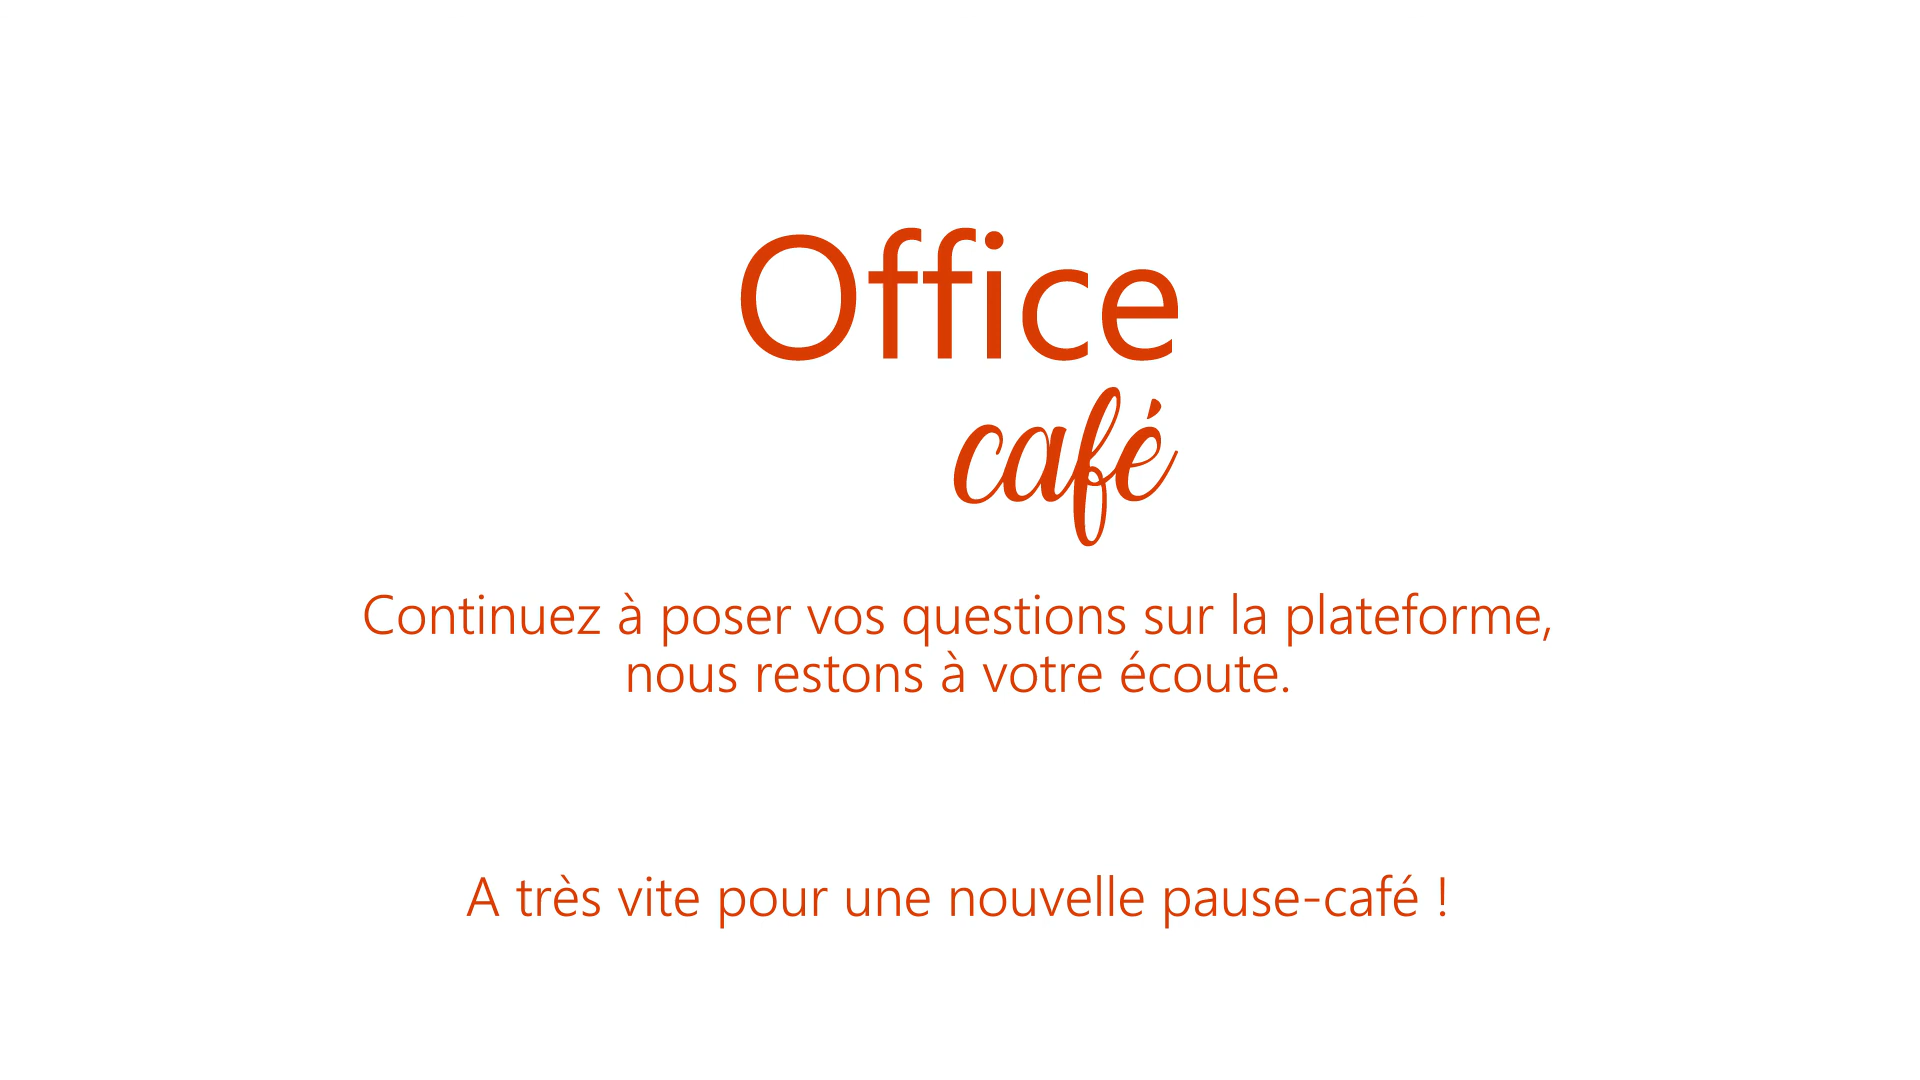 Office
café
Continuez à poser vos questions sur la plateforme,
nous restons à votre écoute.
A très vite pour une nouvelle pause-café !